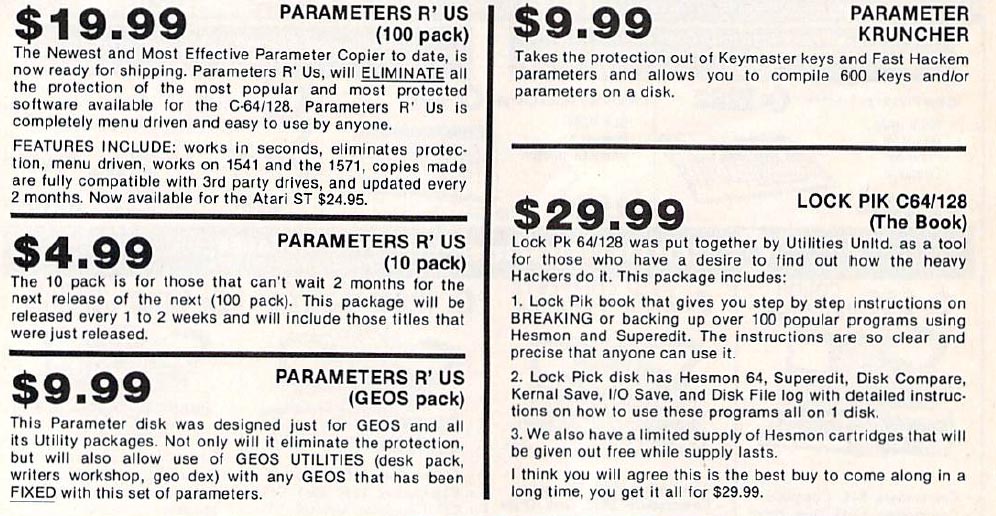 $19.99
PARAMETERS R' US
(100 pack)
The Newest and Most Effective Parameter Copier to date, is
now ready for shipping. Parameters R' Us, will ELIMINATE all
the protection of the most popular and most protected
software available for the C-64/128. Parameters R' Us is
completely menu driven and easy to use by anyone.
FEATURES INCLUDE: works in seconds, eliminates protec-
tion, menu driven, works on 1541 and the 1571, copies made
are fully compatible with 3rd party drives, and updated every
2 months. Now available for the Atari ST $24.95.
$4.99
PARAMETERS R' US
(10 pack)
The 10 pack is for those that can't wait 2 months for the
next release of the next (100 pack). This package will be
released every 1 to 2 weeks and will include those titles that
were just released.
$9.99
PARAMETERS R' US
(GEOS pack)
This Parameter disk was designed just for GEOS and all
its Utility packages. Not only will it eliminate the protection,
but will also allow use of GEOS UTILITIES (desk pack,
writers workshop, geo dex) with any GEOS that has been
FIXED with this set of parameters.
$9.99
PARAMETER
KRUNCHER
Takes the protection out of Keymaster keys and Fast Hackem
parameters and allows you to compile 600 keys and/or
parameters on a disk.
$29.99
LOCK PIK C64/128
(The Book)
Lock Pk 64/128 was put together by Utilities Unltd. as a tool
for those who have a desire to find out how the heavy
Hackers do it. This package includes:
1. Lock Pik book that gives you step by step instructions on
BREAKING or backing up over 100 popular programs using
Hesmon and Superedit. The instructions are so clear and
precise that anyone can use it.
2. Lock Pick disk has Hesmon 64, Superedit, Disk Compare,
Kernal Save, I/O Save, and Disk File log with detailed instruc-
tions on how to use these programs all on 1 disk.
3. We also have a limited supply of Hesmon cartridges that will
be given out free while supply lasts.
I think you will agree this is the best buy to come along in a
long time, you get it all for $29.99.